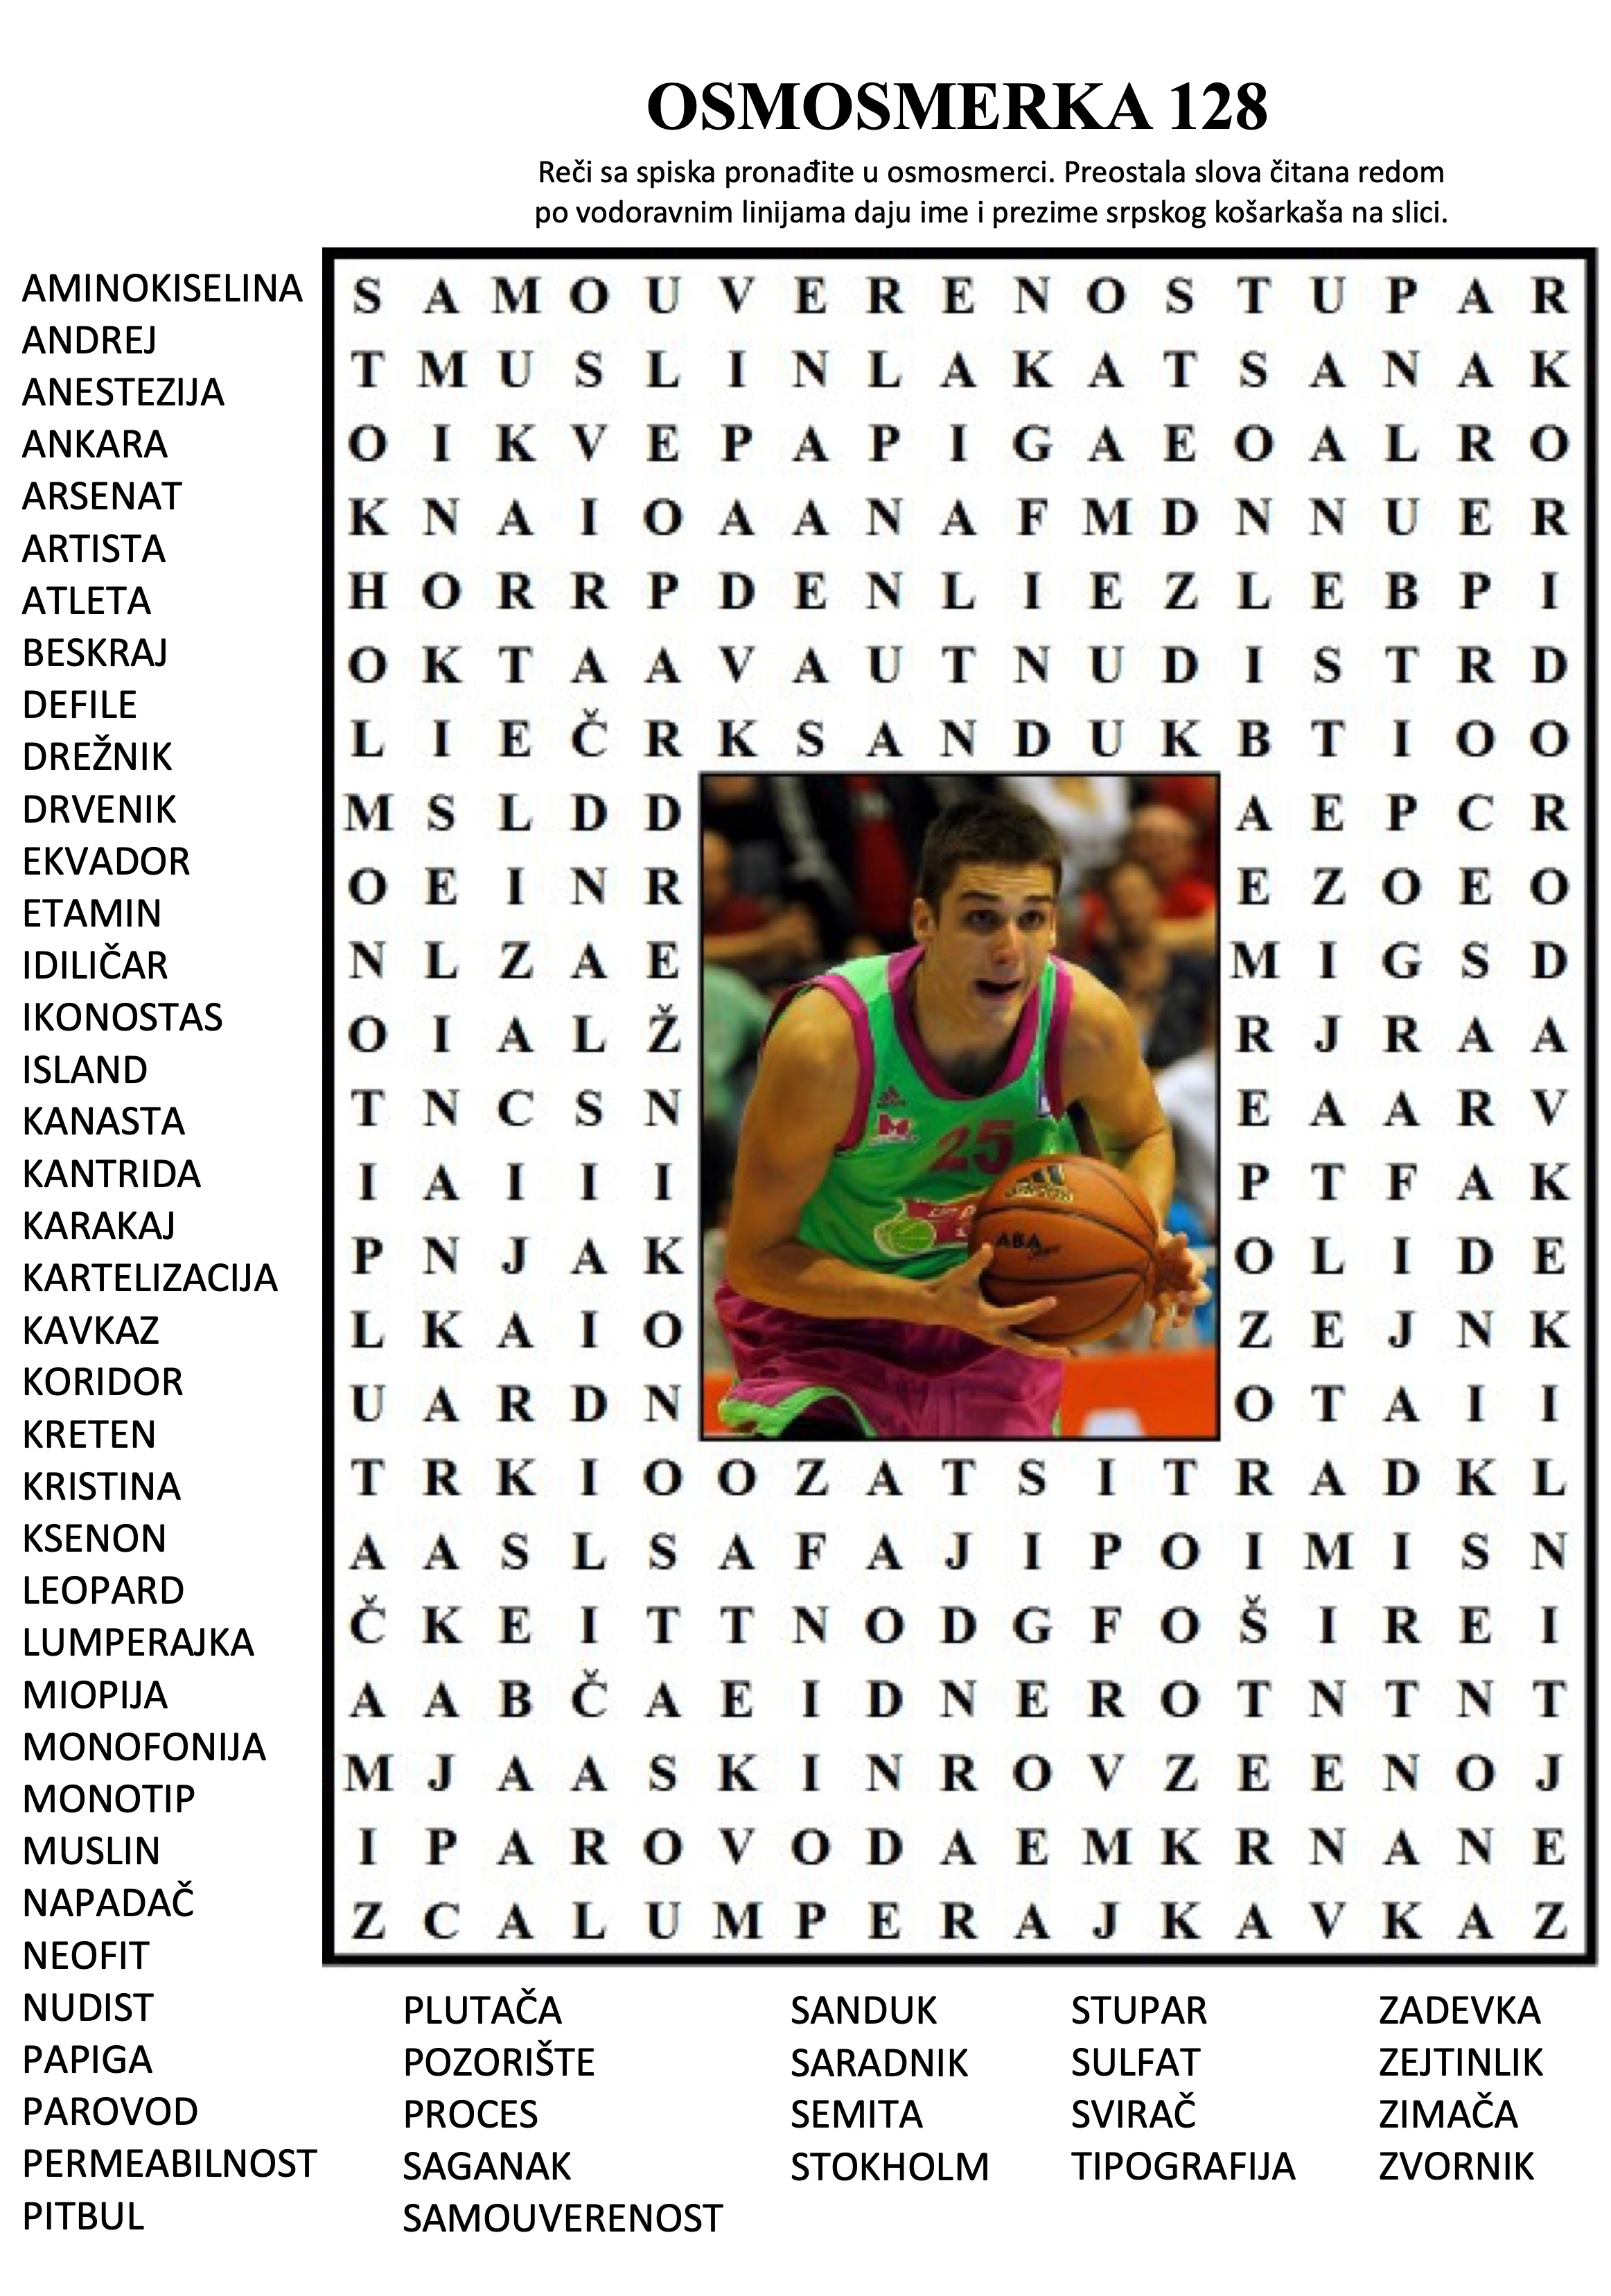 OSMOSMERKA 128
Reči sa spiska pronađite u osmosmerci. Preostala slova čitana redom
po vodoravnim linijama daju ime i prezime srpskog košarkaša na slici.
AMINOKISELINA
ANDREJ
ANESTEZIJA
ANKARA
ARSENAT
ARTISTA
ATLETA
BESKRAJ
DEFILE
DREŽNIK
DRVENIK
EKVADOR
ETAMIN
IDILIČAR
IKONOSTAS
ISLAND
KANASTA
KANTRIDA
KARAKAJ
KARTELIZACIJA
KAVKAZ
KORIDOR
KRETEN
KRISTINA
KSENON
LEOPARD
LUMPERAJKA
MIOPIJA
MONOFONIJA
MONOTIP
MUSLIN
NAPADAČ
NEOFIT
NUDIST
PAPIGA
PAROVOD
PERMEABILNOST
PITBUL
S A M O U V E R E N O S T U P A R
T M U S L I N L A K A T S A N A K
O I K V E P A P I G A E O A L R O
K N A I O A A N A F M D N N U E R
H O R R P D E N L I E Z L E B P I
O K T A A V A U T N U D I S T R D
L I E Č R K S A N D U K B T I O O
M S L D D A E P C R
O E I N R E Z O E O
N L Z A E M I G S D
O I A L Ž R J R A A
T N C S N E A A R V
I A I I I P T F A K
P N J A K O L I D E
L K A I O Z E J N K
U A R D N O T A I I
T R K I O O Z A T S I T R A D K L
A A S L S A F A J I P O I M I S N
Č K E I T T N O D G F O Š I R E I
A A B Č A E I D N E R O T N T N T
M J A A S K I N R O V Z E E N O J
I P A R O V O D A E M K R N A N E
Z C A L U M P E R A J K A V K A Z
25
ABA
PLUTAČA
POZORIŠTE
PROCES
SAGANAK
SAMOUVERENOST
SANDUK
SARADNIK
SEMITA
STOKHOLM
STUPAR
SULFAT
SVIRAČ
TIPOGRAFIJA
ZADEVKA
ZEJTINLIK
ZIMAČA
ZVORNIK